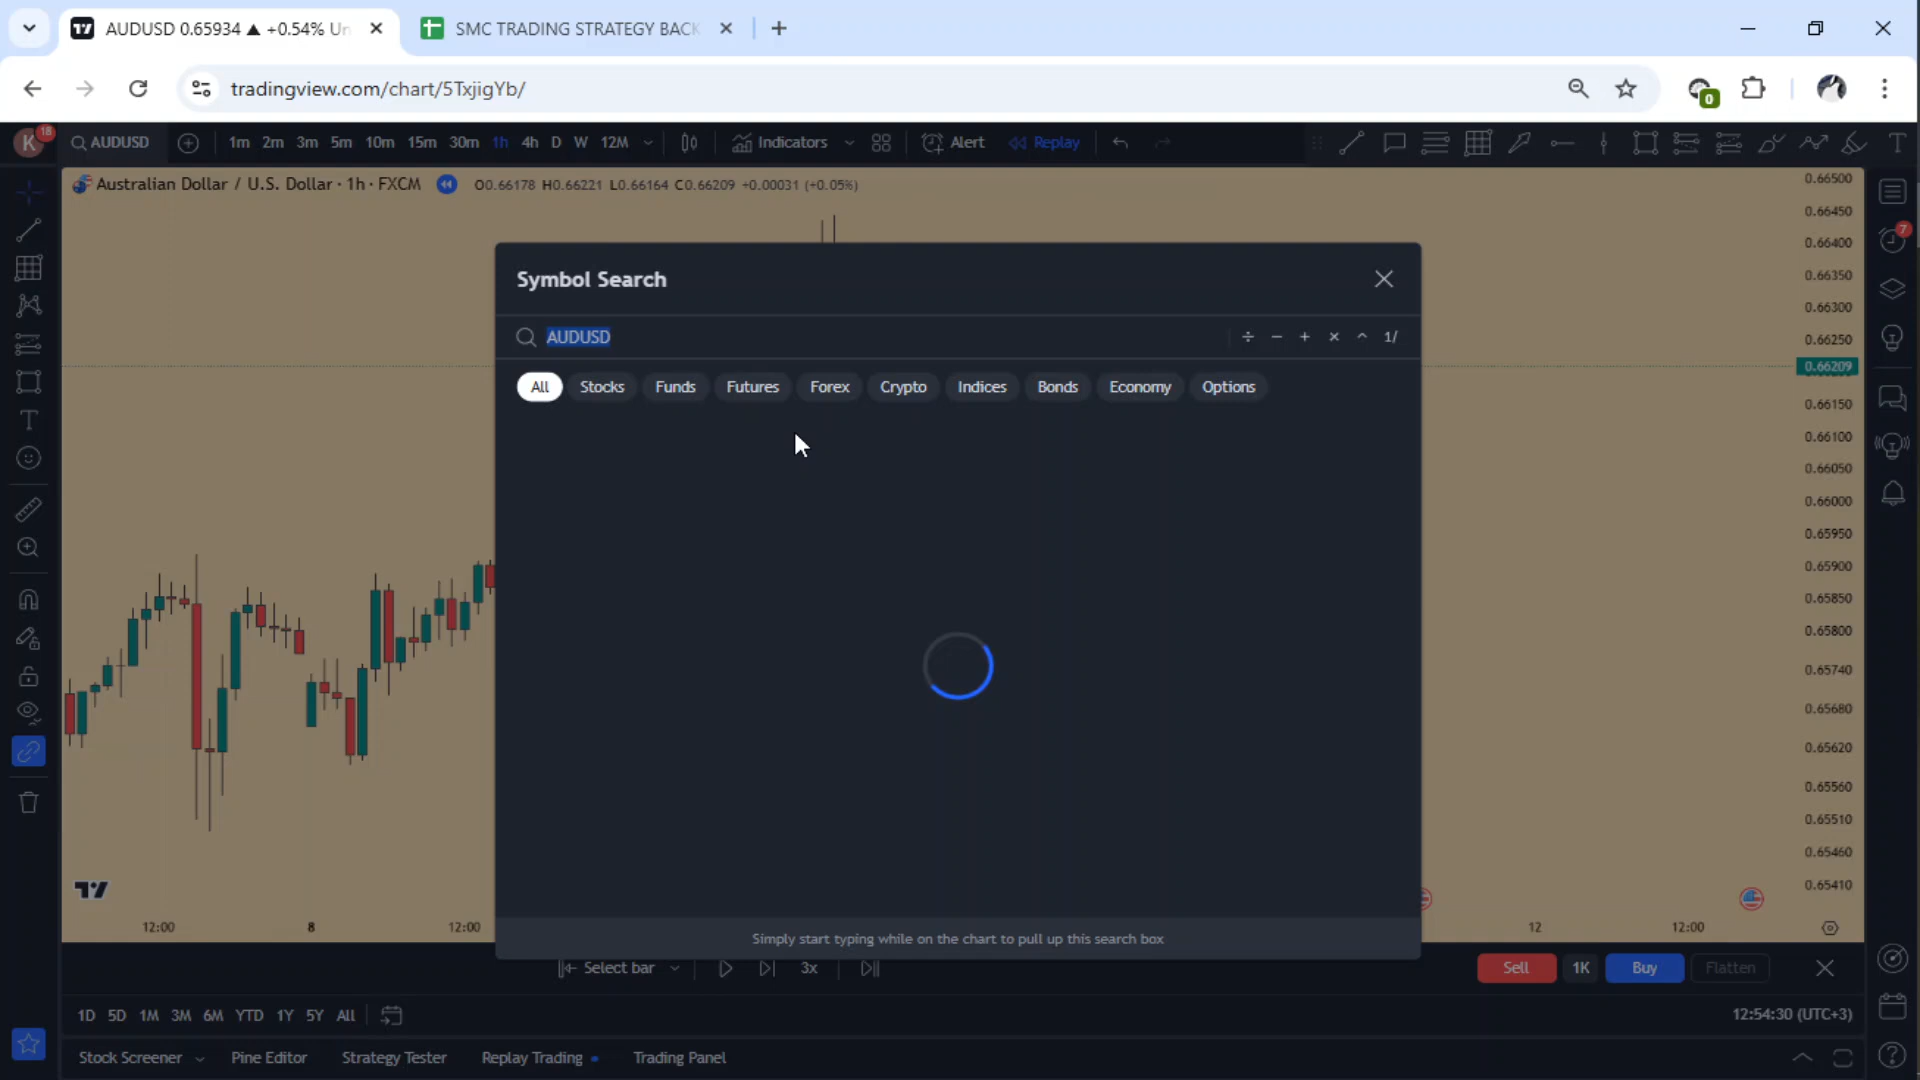 AUDUSD 0.65934 ▲ +0.54% Un
SMC TRADING STRATEGY BACK
tradingview.com/chart/5TxjigYb/
0
K 18
AUDUSD 1m 2m 3m 5m 10m 15m 30m 1h 4h D W 12M Indicators Alert Replay
Australian Dollar / U.S. Dollar · 1h · FXCM O0.66178 H0.66221 L0.66164 C0.66209 +0.00031 (+0.05%)
7
Symbol Search
AUDUSD
÷ − + × ^ 1/
All Stocks Funds Futures Forex Crypto Indices Bonds Economy Options
Simply start typing while on the chart to pull up this search box
0.66500
0.66450
0.66400
0.66350
0.66300
0.66250
0.66209
0.66150
0.66100
0.66050
0.66000
0.65950
0.65900
0.65850
0.65800
0.65740
0.65680
0.65620
0.65560
0.65510
0.65460
0.65410
12:00 8 12:00 12 12:00
Select bar 3x Sell 1K Buy Flatten
1D 5D 1M 3M 6M YTD 1Y 5Y All 12:54:30 (UTC+3)
Stock Screener Pine Editor Strategy Tester Replay Trading Trading Panel